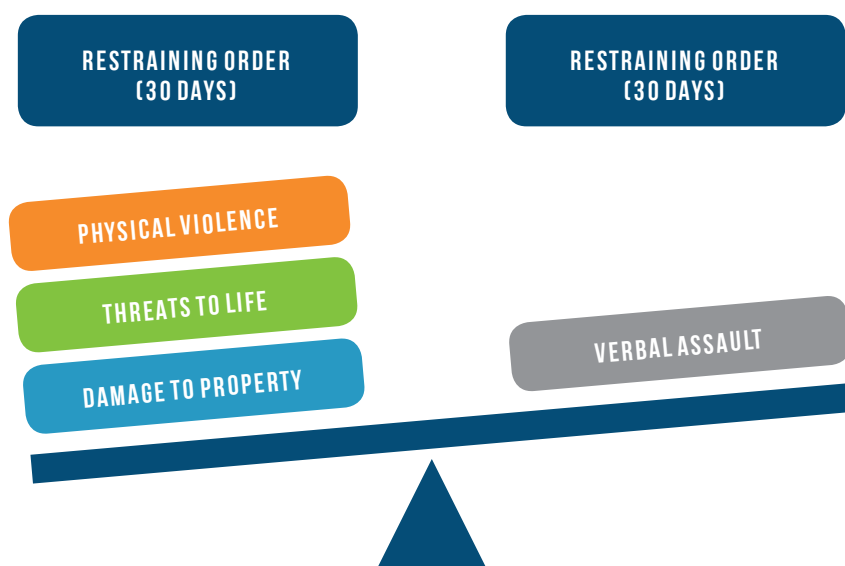 RESTRAINING ORDER
(30 DAYS)
RESTRAINING ORDER
(30 DAYS)
PHYSICAL VIOLENCE
THREATS TO LIFE
DAMAGE TO PROPERTY
VERBAL ASSAULT